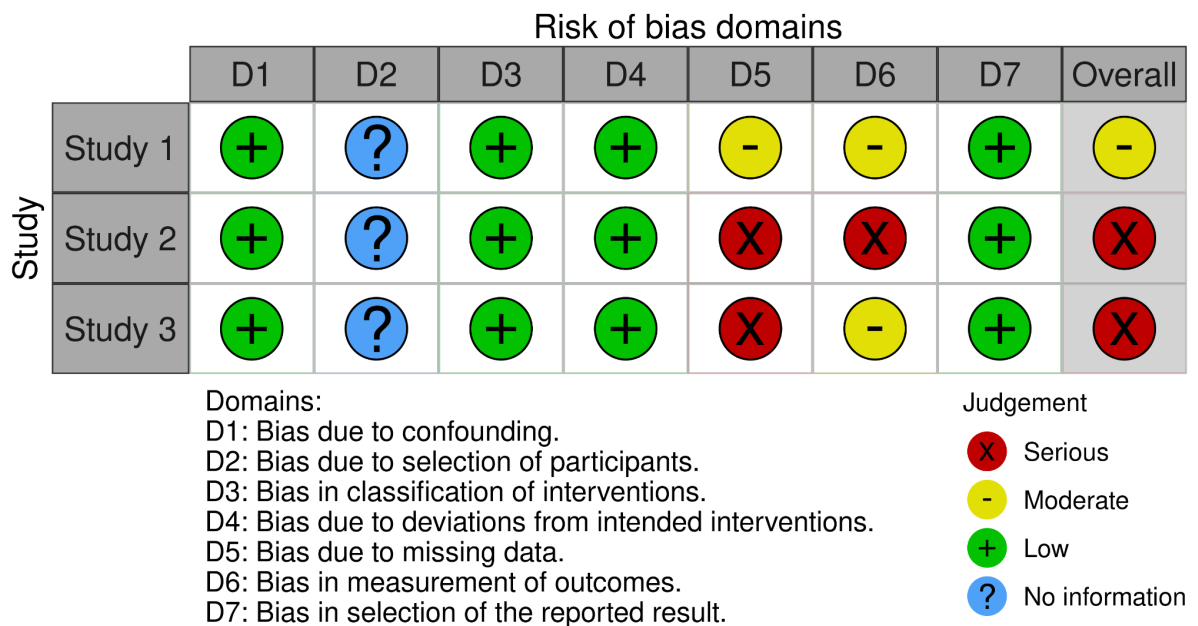 Risk of bias domains
D1 D2 D3 D4 D5 D6 D7 Overall
Study
Study 1 + ? + + - - + -
Study 2 + ? + + X X + X
Study 3 + ? + + X - + X
Domains:
D1: Bias due to confounding.
D2: Bias due to selection of participants.
D3: Bias in classification of interventions.
D4: Bias due to deviations from intended interventions.
D5: Bias due to missing data.
D6: Bias in measurement of outcomes.
D7: Bias in selection of the reported result.
Judgement
X Serious
- Moderate
+ Low
? No information